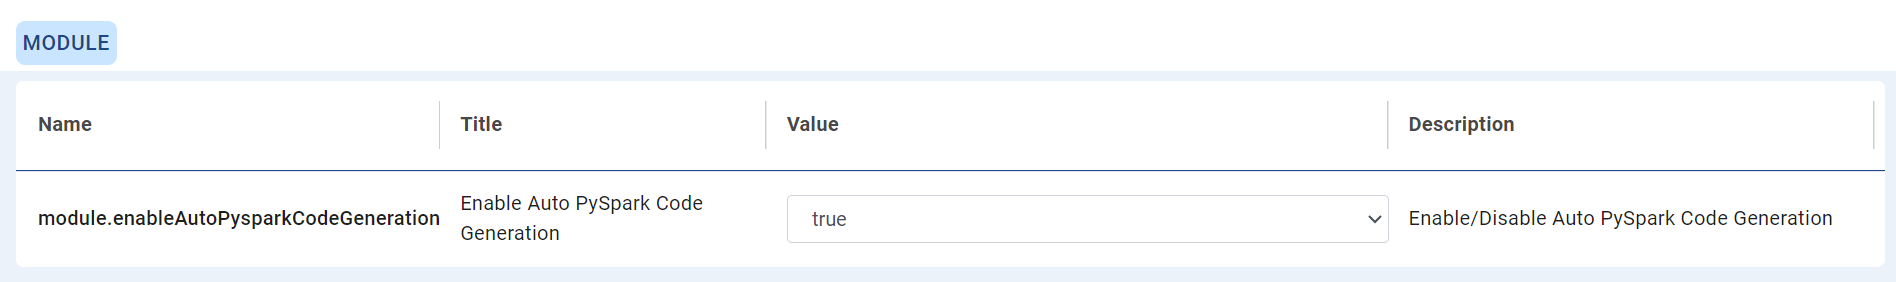 MODULE
Name
Title
Value
Description
module.enableAutoPysparkCodeGeneration
Enable Auto PySpark Code
Generation
true
Enable/Disable Auto PySpark Code Generation